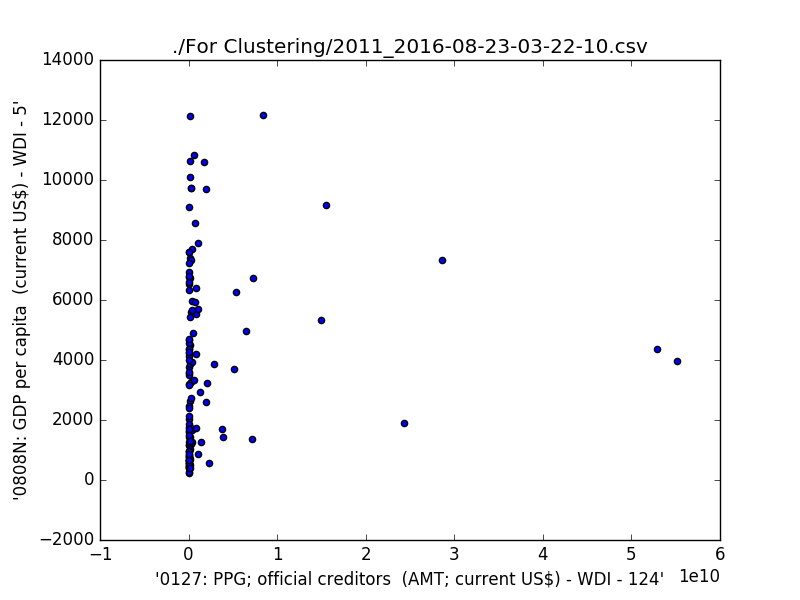 ./For Clustering/2011_2016-08-23-03-22-10.csv
14000
12000
10000
8000
6000
4000
2000
0
−2000
'0808N: GDP per capita  (current US$) - WDI - 5'
−1 0 1 2 3 4 5 6
1e10
'0127: PPG; official creditors  (AMT; current US$) - WDI - 124'